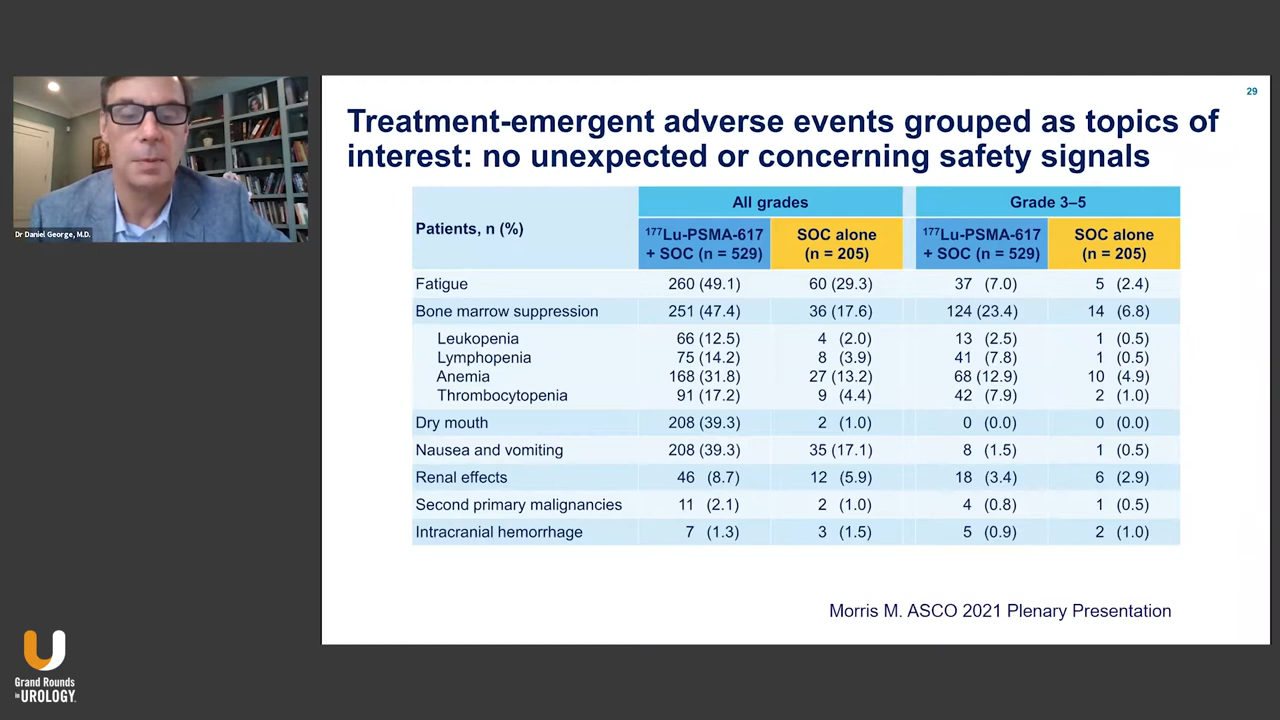 29
Treatment-emergent adverse events grouped as topics of
interest: no unexpected or concerning safety signals
Patients, n (%)
All grades
Grade 3–5
¹⁷⁷Lu-PSMA-617
+ SOC (n = 529)
SOC alone
(n = 205)
¹⁷⁷Lu-PSMA-617
+ SOC (n = 529)
SOC alone
(n = 205)
Fatigue 260 (49.1) 60 (29.3) 37 (7.0) 5 (2.4)
Bone marrow suppression 251 (47.4) 36 (17.6) 124 (23.4) 14 (6.8)
Leukopenia 66 (12.5) 4 (2.0) 13 (2.5) 1 (0.5)
Lymphopenia 75 (14.2) 8 (3.9) 41 (7.8) 1 (0.5)
Anemia 168 (31.8) 27 (13.2) 68 (12.9) 10 (4.9)
Thrombocytopenia 91 (17.2) 9 (4.4) 42 (7.9) 2 (1.0)
Dry mouth 208 (39.3) 2 (1.0) 0 (0.0) 0 (0.0)
Nausea and vomiting 208 (39.3) 35 (17.1) 8 (1.5) 1 (0.5)
Renal effects 46 (8.7) 12 (5.9) 18 (3.4) 6 (2.9)
Second primary malignancies 11 (2.1) 2 (1.0) 4 (0.8) 1 (0.5)
Intracranial hemorrhage 7 (1.3) 3 (1.5) 5 (0.9) 2 (1.0)
Morris M. ASCO 2021 Plenary Presentation
Dr Daniel George, M.D.
Grand Rounds
in UROLOGY